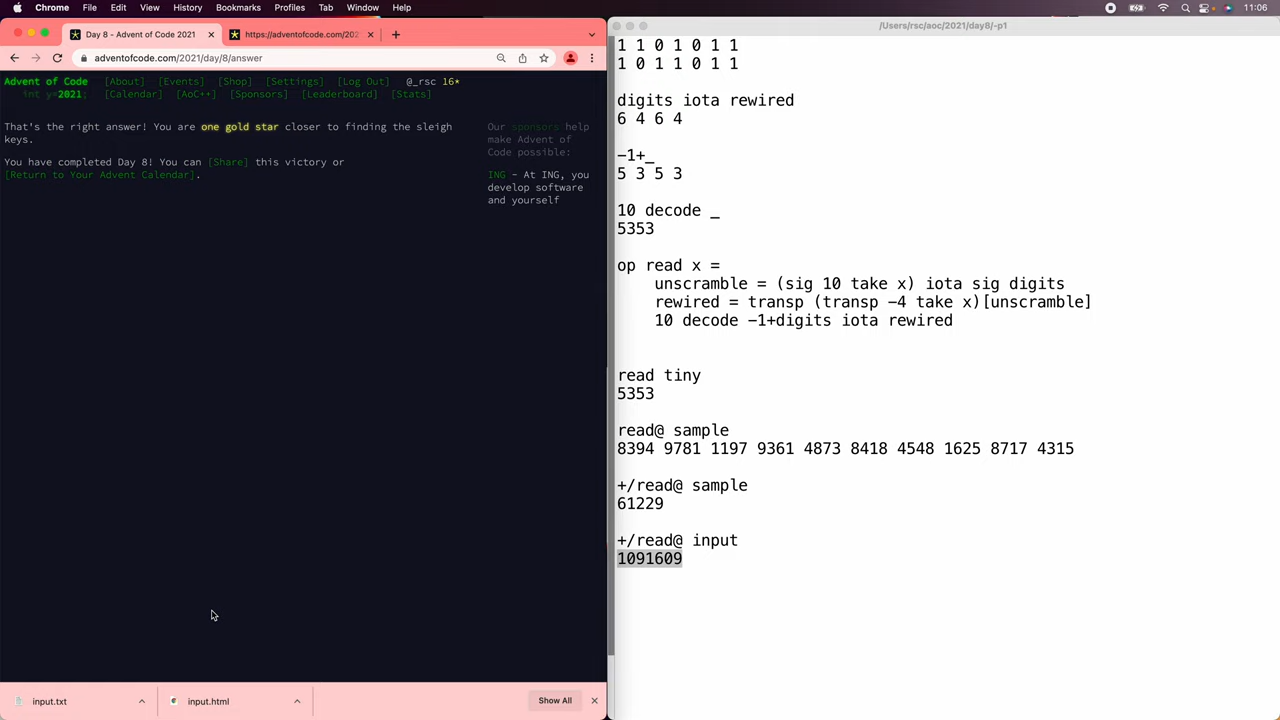 Chrome File Edit View History Bookmarks Profiles Tab Window Help 11:06
Day 8 - Advent of Code 2021 https://adventofcode.com/202
adventofcode.com/2021/day/8/answer
Advent of Code [About] [Events] [Shop] [Settings] [Log Out] @_rsc 16*
int y=2021; [Calendar] [AoC++] [Sponsors] [Leaderboard] [Stats]
That's the right answer! You are one gold star closer to finding the sleigh
keys.
You have completed Day 8! You can [Share] this victory or
[Return to Your Advent Calendar].
Our sponsors help
make Advent of
Code possible:
ING - At ING, you
develop software
and yourself
input.txt input.html Show All
/Users/rsc/aoc/2021/day8/-p1
1 1 0 1 0 1 1
1 0 1 1 0 1 1
digits iota rewired
6 4 6 4
-1+_
5 3 5 3
10 decode _
5353
op read x =
unscramble = (sig 10 take x) iota sig digits
rewired = transp (transp -4 take x)[unscramble]
10 decode -1+digits iota rewired
read tiny
5353
read@ sample
8394 9781 1197 9361 4873 8418 4548 1625 8717 4315
+/read@ sample
61229
+/read@ input
1091609